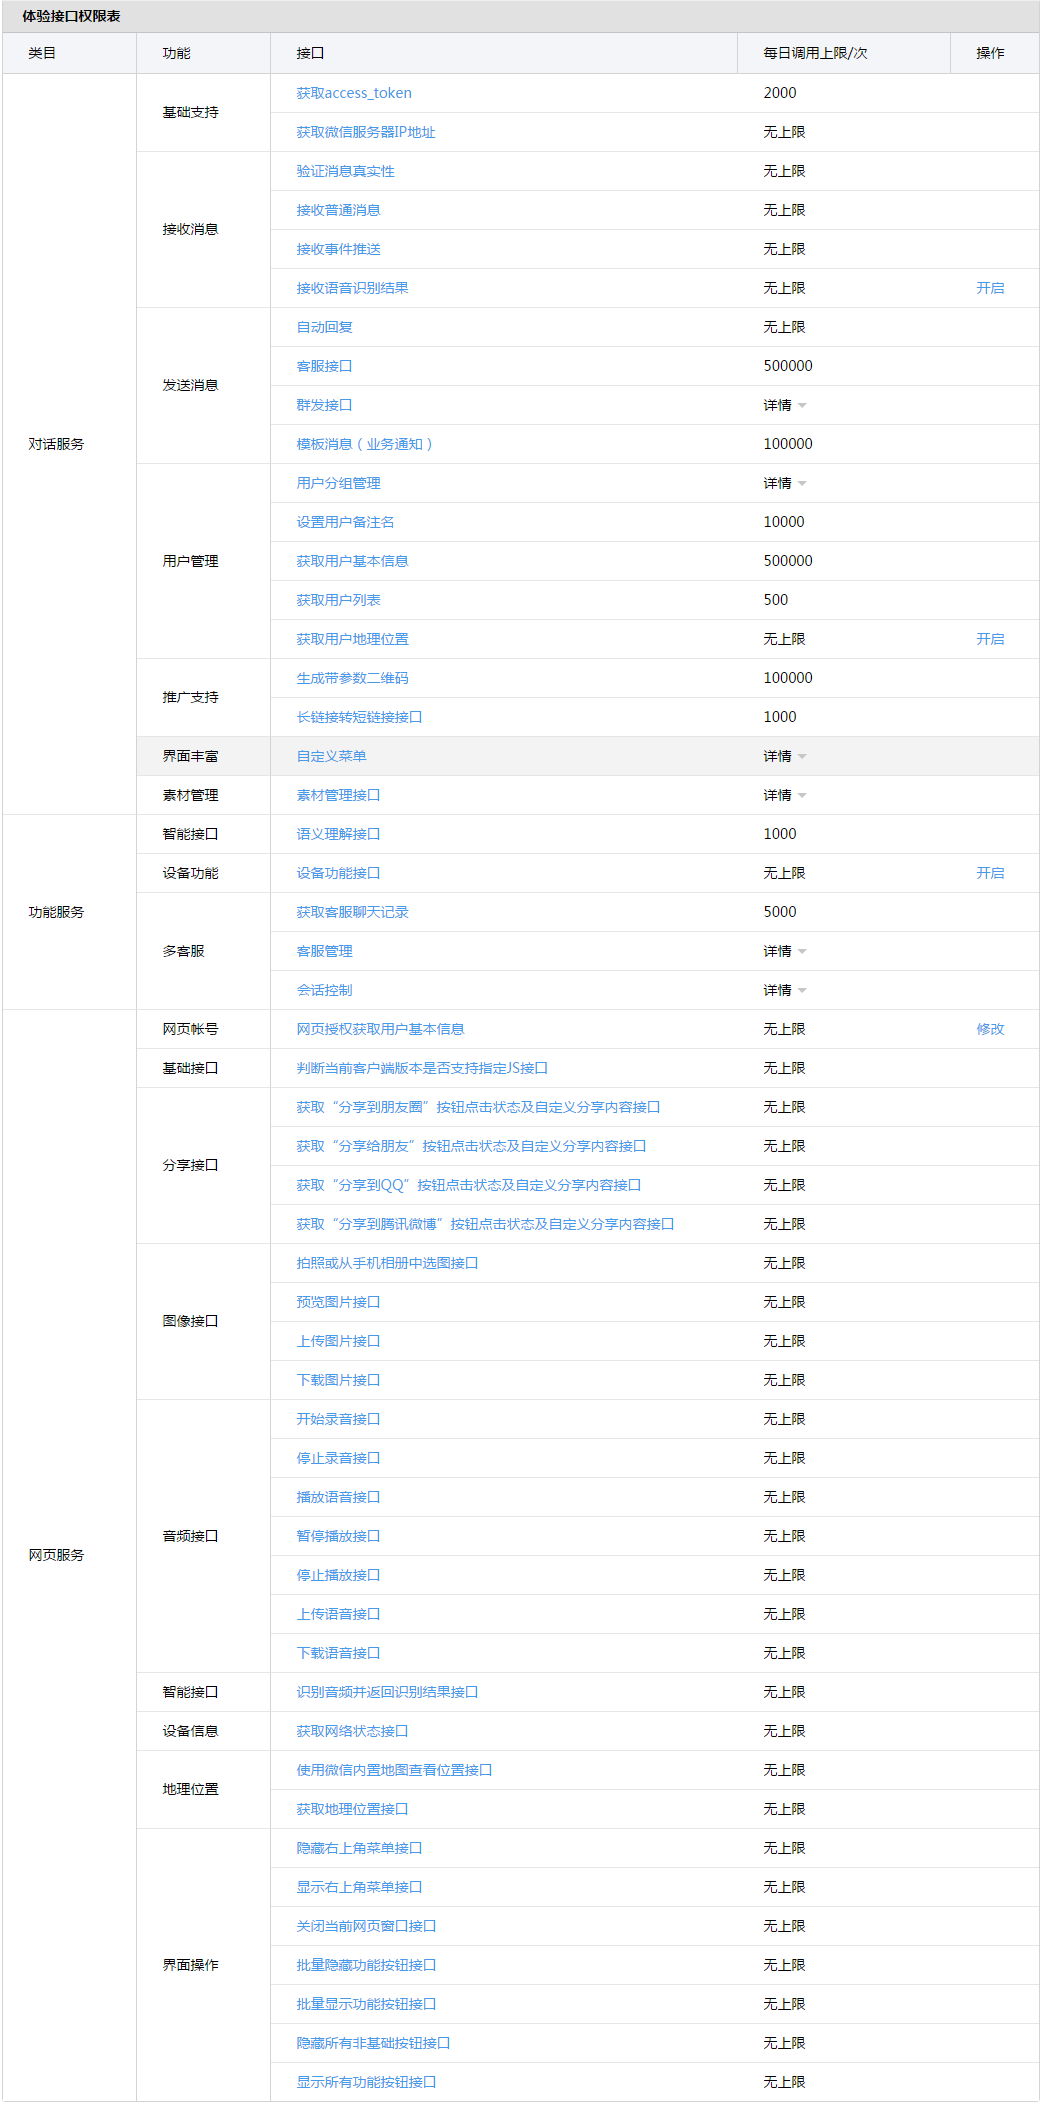 体验接口权限表
类目 功能 接口 每日调用上限/次 操作
对话服务 基础支持 获取access_token 2000
获取微信服务器IP地址 无上限
接收消息 验证消息真实性 无上限
接收普通消息 无上限
接收事件推送 无上限
接收语音识别结果 无上限 开启
发送消息 自动回复 无上限
客服接口 500000
群发接口 详情
模板消息（业务通知） 100000
用户管理 用户分组管理 详情
设置用户备注名 10000
获取用户基本信息 500000
获取用户列表 500
获取用户地理位置 无上限 开启
推广支持 生成带参数二维码 100000
长链接转短链接接口 1000
界面丰富 自定义菜单 详情
素材管理 素材管理接口 详情
功能服务 智能接口 语义理解接口 1000
设备功能 设备功能接口 无上限 开启
多客服 获取客服聊天记录 5000
客服管理 详情
会话控制 详情
网页服务 网页帐号 网页授权获取用户基本信息 无上限 修改
基础接口 判断当前客户端版本是否支持指定JS接口 无上限
分享接口 获取“分享到朋友圈”按钮点击状态及自定义分享内容接口 无上限
获取“分享给朋友”按钮点击状态及自定义分享内容接口 无上限
获取“分享到QQ”按钮点击状态及自定义分享内容接口 无上限
获取“分享到腾讯微博”按钮点击状态及自定义分享内容接口 无上限
图像接口 拍照或从手机相册中选图接口 无上限
预览图片接口 无上限
上传图片接口 无上限
下载图片接口 无上限
音频接口 开始录音接口 无上限
停止录音接口 无上限
播放语音接口 无上限
暂停播放接口 无上限
停止播放接口 无上限
上传语音接口 无上限
下载语音接口 无上限
智能接口 识别音频并返回识别结果接口 无上限
设备信息 获取网络状态接口 无上限
地理位置 使用微信内置地图查看位置接口 无上限
获取地理位置接口 无上限
界面操作 隐藏右上角菜单接口 无上限
显示右上角菜单接口 无上限
关闭当前网页窗口接口 无上限
批量隐藏功能按钮接口 无上限
批量显示功能按钮接口 无上限
隐藏所有非基础按钮接口 无上限
显示所有功能按钮接口 无上限